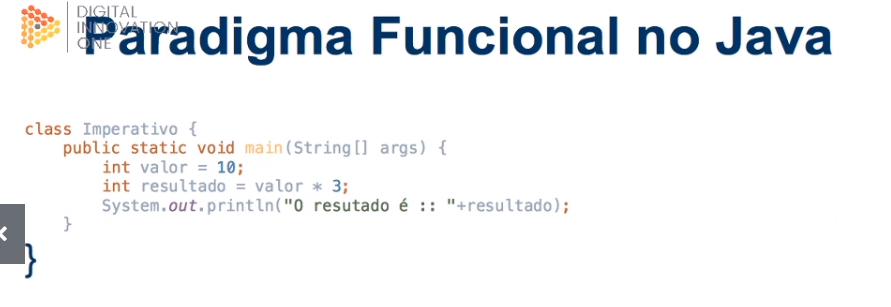 DIGITAL
INNOVATION
ONE
Paradigma Funcional no Java
class Imperativo {
public static void main(String[] args) {
int valor = 10;
int resultado = valor * 3;
System.out.println("O resutado é :: "+resultado);
}
}